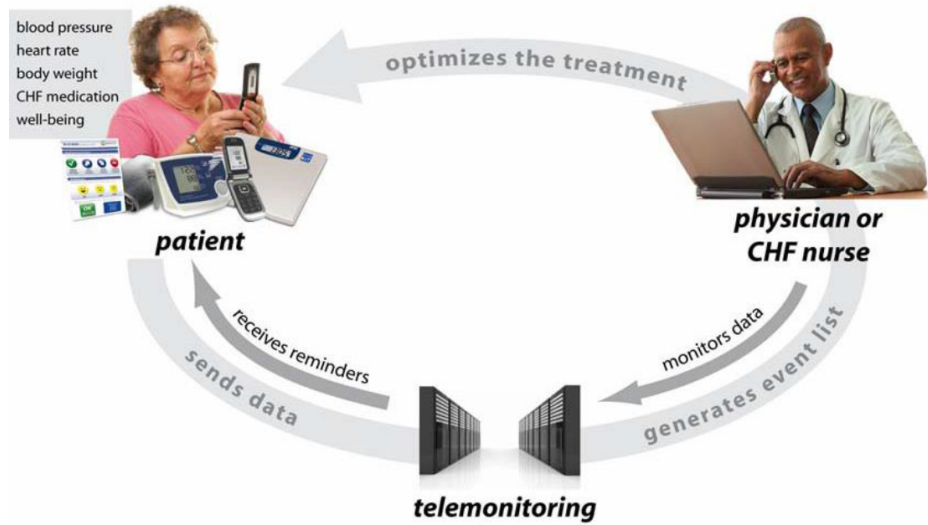 blood pressure
heart rate
body weight
CHF medication
well-being
optimizes the treatment
patient
physician or
CHF nurse
receives reminders
sends data
monitors data
generates event list
telemonitoring